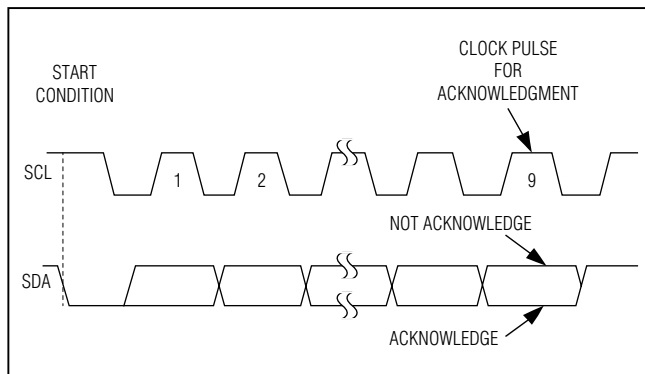 START
CONDITION
CLOCK PULSE
FOR
ACKNOWLEDGMENT
SCL
1
2
9
NOT ACKNOWLEDGE
SDA
ACKNOWLEDGE